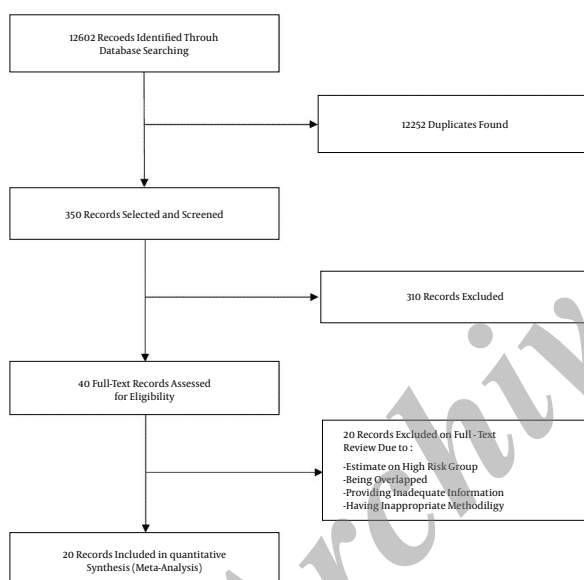 12602 Recoeds Identified Throuh
Database Searching
12252 Duplicates Found
350 Records Selected and Screened
310 Records Excluded
40 Full-Text Records Assessed
for Eligibility
20 Records Excluded on Full - Text
Review Due to :
-Estimate on High Risk Group
-Being Overlapped
-Providing Inadequate Information
-Having Inappropriate Methodiligy
20 Records Included in quantitative
Synthesis (Meta-Analysis)
Archiv